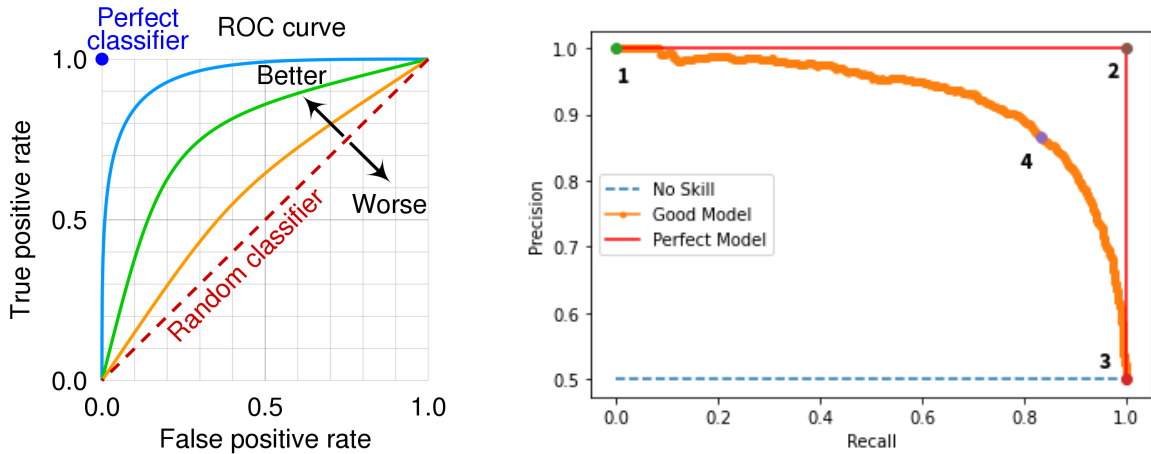 Perfect
classifier
ROC curve
1.0
Better
True positive rate
0.5
Worse
Random classifier
0.0
0.0 0.5 1.0
False positive rate
1.0
1
2
0.9
4
0.8
No Skill
Good Model
Perfect Model
Precision
0.7
0.6
3
0.5
0.0 0.2 0.4 0.6 0.8 1.0
Recall